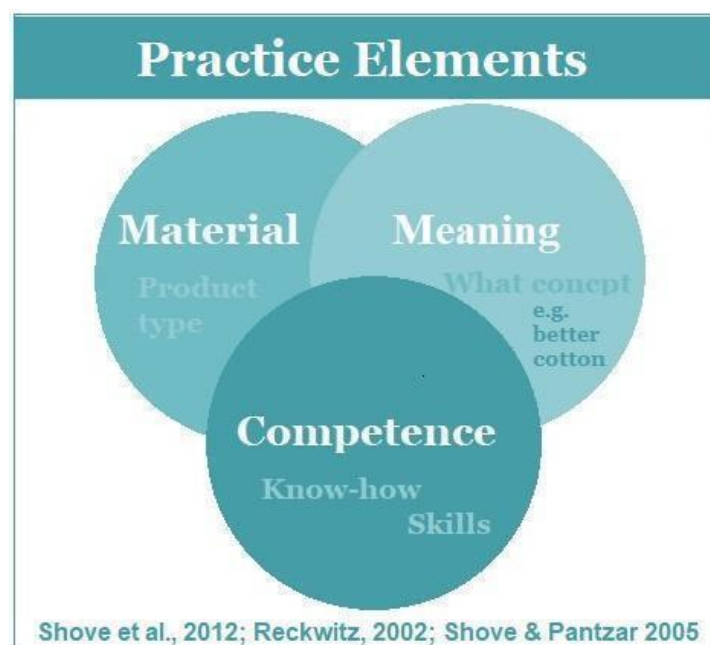 Practice Elements
Material
Product
type
Meaning
What concpt
e.g.
better
cotton
Competence
Know-how
Skills
Shove et al., 2012; Reckwitz, 2002; Shove & Pantzar 2005